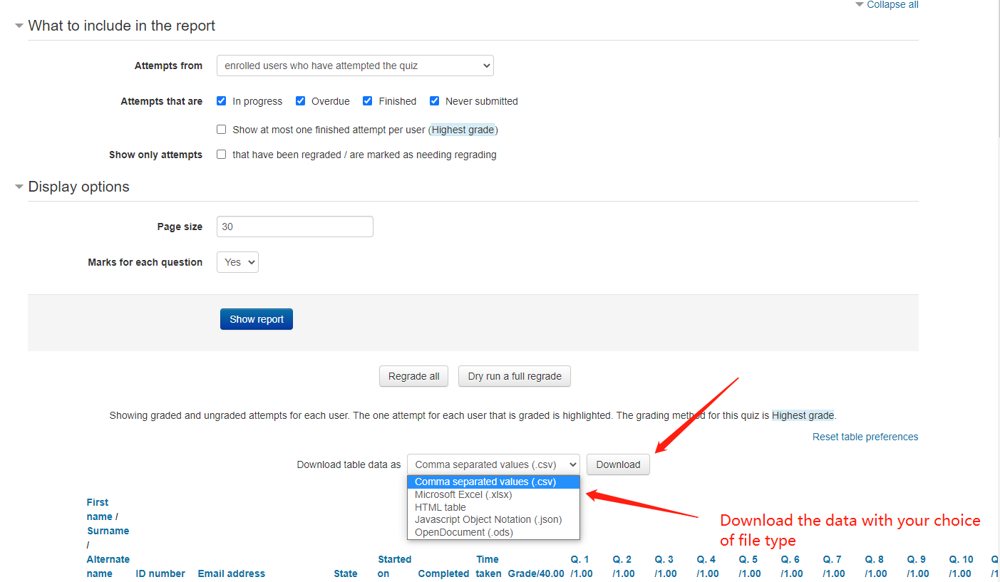 Collapse all
What to include in the report
Attempts from enrolled users who have attempted the quiz
Attempts that are In progress Overdue Finished Never submitted
Show at most one finished attempt per user (Highest grade)
Show only attempts that have been regraded / are marked as needing regrading
Display options
Page size 30
Marks for each question Yes
Show report
Regrade all Dry run a full regrade
Showing graded and ungraded attempts for each user. The one attempt for each user that is graded is highlighted. The grading method for this quiz is Highest grade.
Reset table preferences
Download table data as Comma separated values (.csv) Download
Comma separated values (.csv)
Microsoft Excel (.xlsx)
HTML table
Javascript Object Notation (.json)
OpenDocument (.ods)
Download the data with your choice
of file type
First
name /
Surname
/
Alternate Started Time Q. 1 Q. 2 Q. 3 Q. 4 Q. 5 Q. 6 Q. 7 Q. 8 Q. 9 Q. 10 Q
name ID number Email address State on Completed taken Grade/40.00 /1.00 /1.00 /1.00 /1.00 /1.00 /1.00 /1.00 /1.00 /1.00 /1.00 /1